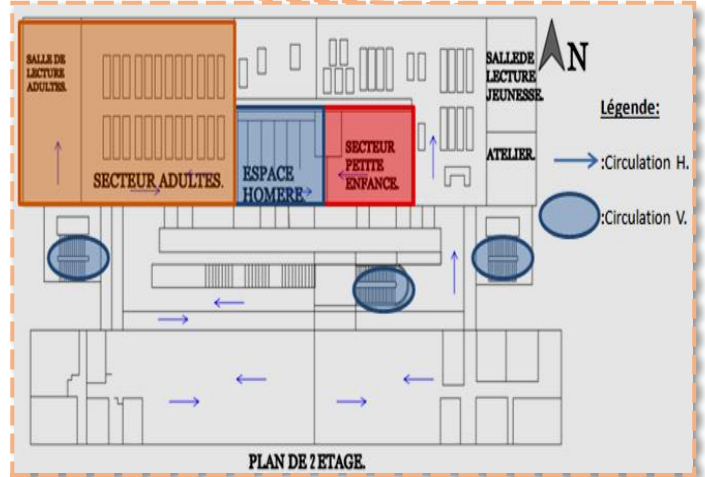 SALLE DE
LECTURE
ADULTES.
SECTEUR ADULTES.
ESPACE
HOMERE
SECTEUR
PETITE
ENFANCE.
SALLEDE
LECTURE
JEUNESSE.
ATELIER.
N
Légende:
:Circulation H.
:Circulation V.
PLAN DE 2 ETAGE.